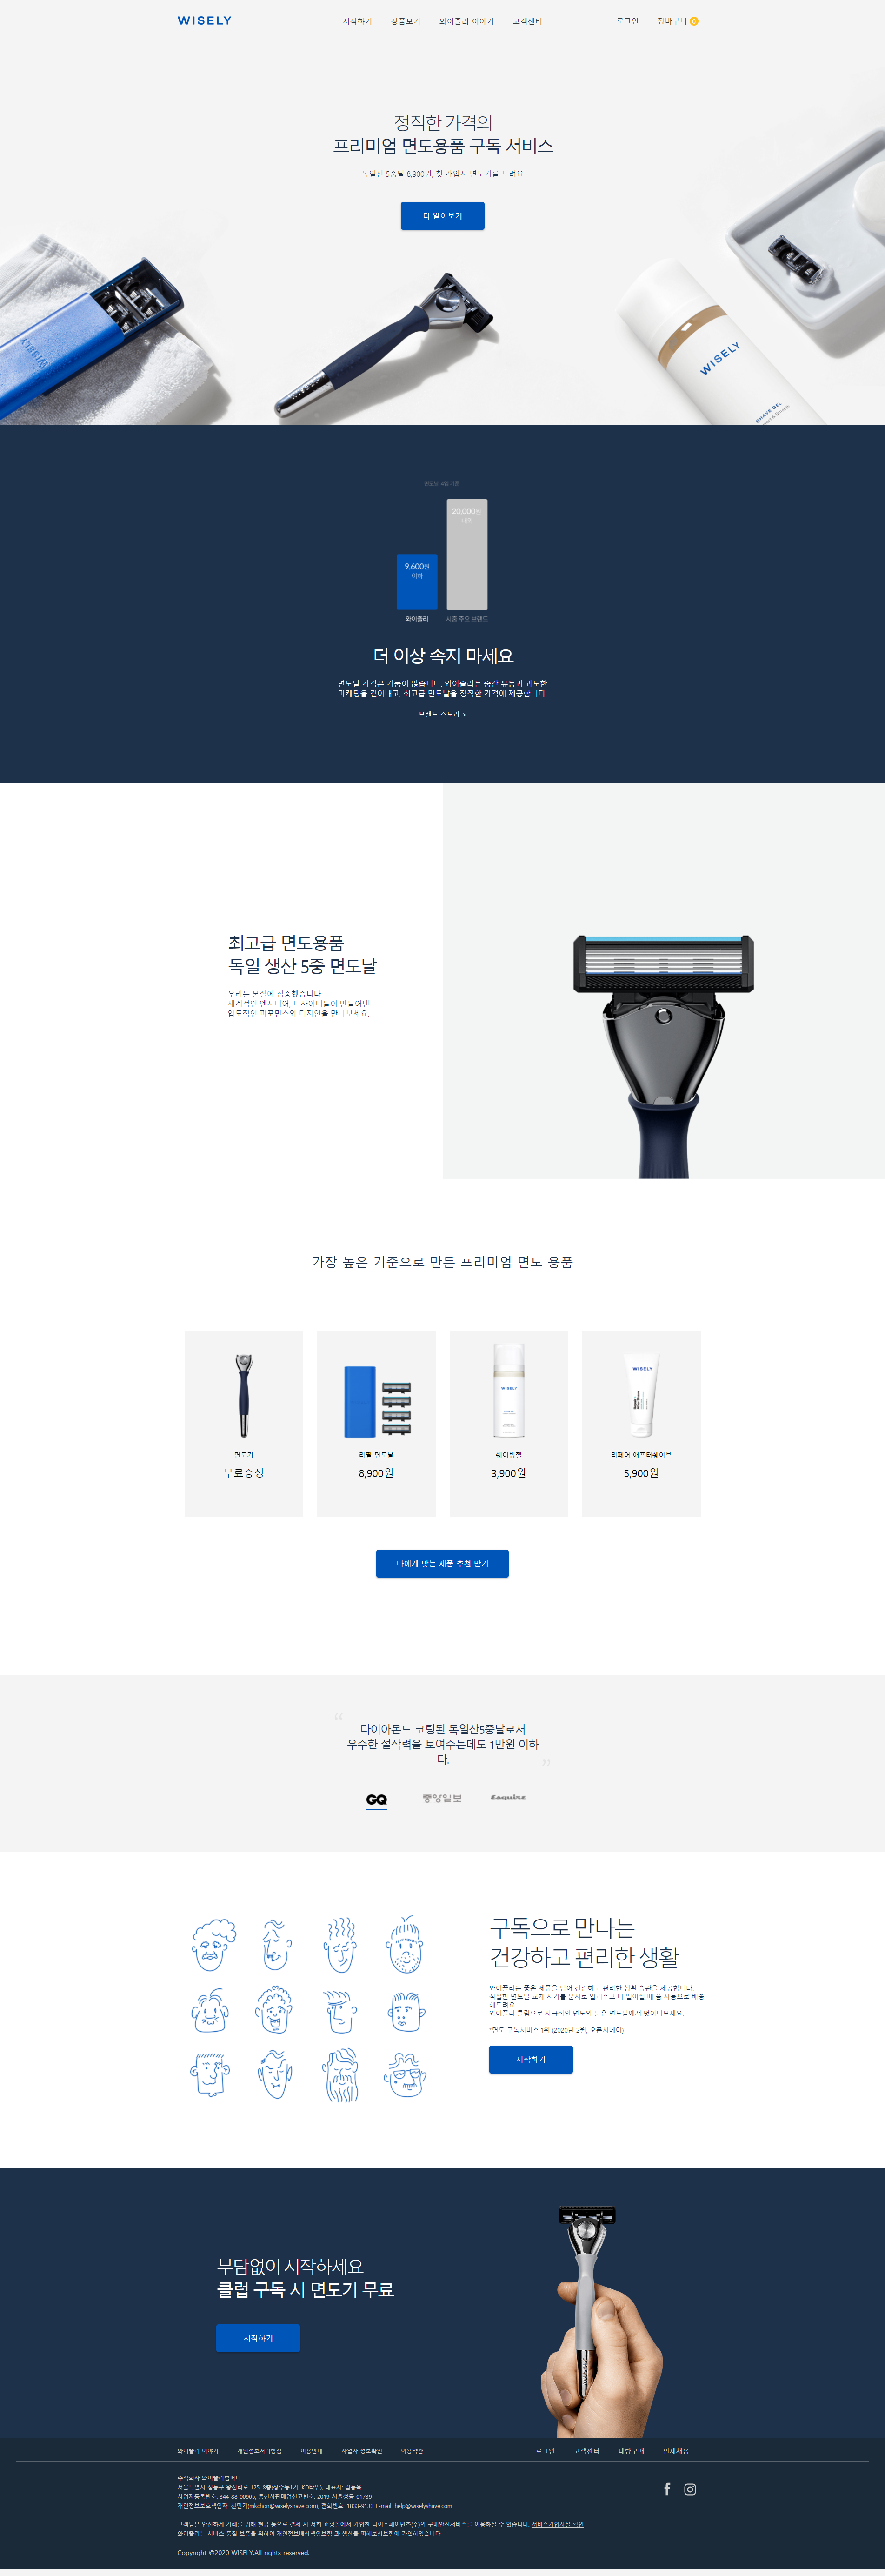 WISELY
시작하기 상품보기 와이즐리 이야기 고객센터
로그인 장바구니 0
정직한 가격의
프리미엄 면도용품 구독 서비스
독일산 5중날 8,900원, 첫 가입시 면도기를 드려요
더 알아보기
WISELY
WISELY
SHAVE GEL
면도날 4입 기준
20,000원
내외
9,600원
이하
와이즐리 시중 주요 브랜드
더 이상 속지 마세요
면도날 가격은 거품이 많습니다. 와이즐리는 중간 유통과 과도한
마케팅을 걷어내고, 최고급 면도날을 정직한 가격에 제공합니다.
브랜드 스토리 >
최고급 면도용품
독일 생산 5중 면도날
우리는 본질에 집중했습니다.
세계적인 엔지니어, 디자이너들이 만들어낸
압도적인 퍼포먼스와 디자인을 만나보세요.
가장 높은 기준으로 만든 프리미엄 면도 용품
WISELY
WISELY
면도기 리필 면도날 쉐이빙젤 리페어 애프터쉐이브
무료증정 8,900원 3,900원 5,900원
나에게 맞는 제품 추천 받기
“
다이아몬드 코팅된 독일산5중날로서
우수한 절삭력을 보여주는데도 1만원 이하
다.
”
GQ 중앙일보 Esquire
구독으로 만나는
건강하고 편리한 생활
와이즐리는 좋은 제품을 넘어 건강하고 편리한 생활 습관을 제공합니다.
적절한 면도날 교체 시기를 문자로 알려주고 다 떨어질 때 쯤 자동으로 배송
해드려요.
와이즐리 클럽으로 자극적인 면도와 낡은 면도날에서 벗어나보세요.
*면도 구독서비스 1위 (2020년 2월, 오픈서베이)
시작하기
부담없이 시작하세요
클럽 구독 시 면도기 무료
시작하기
와이즐리 이야기 개인정보처리방침 이용안내 사업자 정보확인 이용약관
로그인 고객센터 대량구매 인재채용
주식회사 와이즐리컴퍼니
서울특별시 성동구 왕십리로 125, 8층(성수동1가, KD타워), 대표자: 김동욱
사업자등록번호: 344-88-00965, 통신사판매업신고번호: 2019-서울성동-01739
개인정보보호책임자: 전민기(mkchon@wiselyshave.com), 전화번호: 1833-9133 E-mail: help@wiselyshave.com
고객님은 안전하게 거래를 위해 현금 등으로 결제 시 저희 쇼핑몰에서 가입한 나이스페이먼츠(주)의 구매안전서비스를 이용하실 수 있습니다. 서비스가입사실 확인
와이즐리는 서비스 품질 보증을 위하여 개인정보배상책임보험 과 생산물 피해보상보험에 가입하였습니다.
Copyright ©2020 WISELY.All rights reserved.